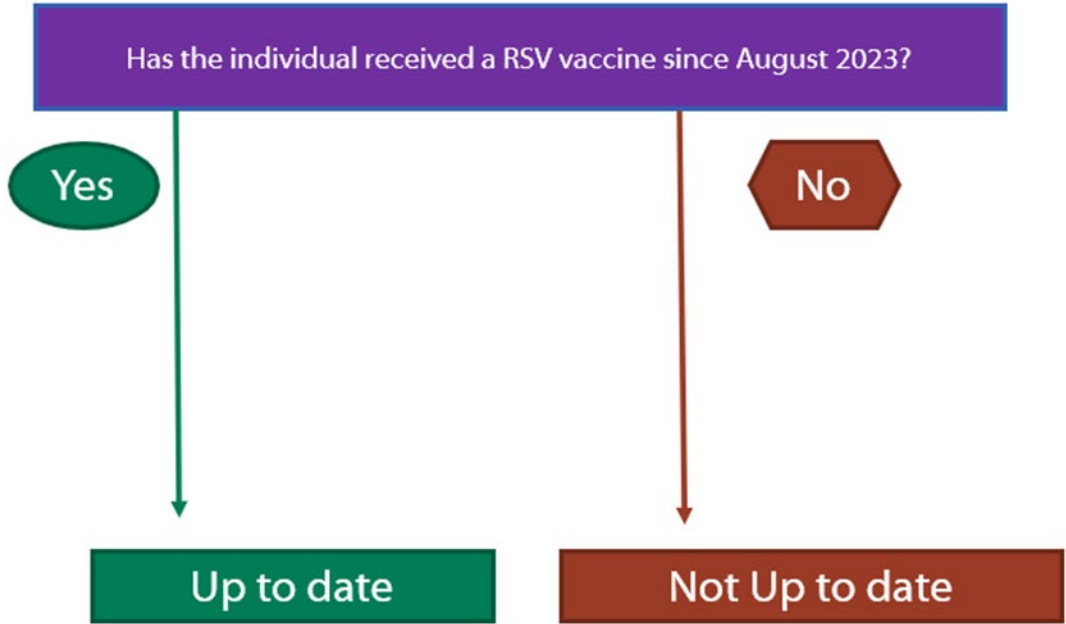 Has the individual received a RSV vaccine since August 2023?
Yes
No
Up to date
Not Up to date